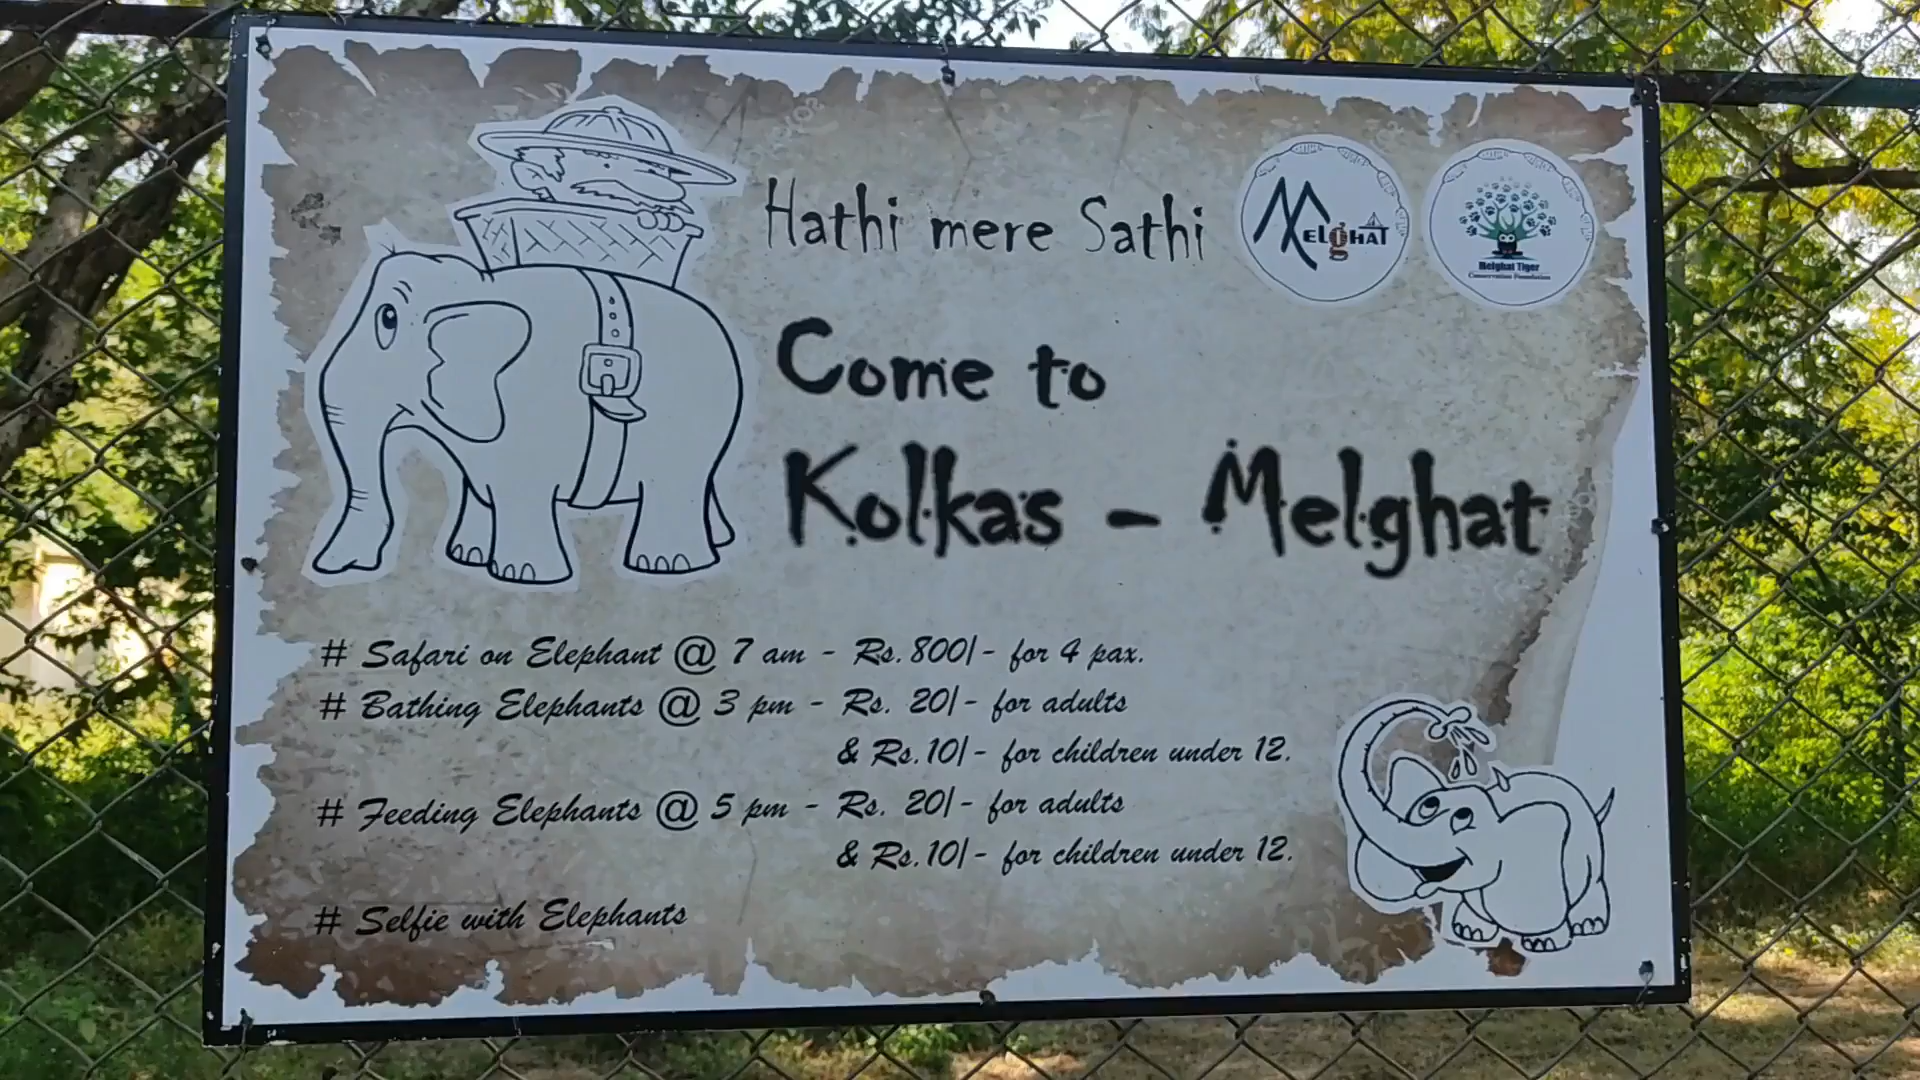 Hathi mere Sathi
MELGHAT
Melghat Tiger
Conservation Foundation
Come to
Kolkas - Melghat
# Safari on Elephant @ 7 am - Rs. 800/- for 4 pax.
# Bathing Elephants @ 3 pm - Rs. 20/- for adults
& Rs. 10/- for children under 12.
# Feeding Elephants @ 5 pm - Rs. 20/- for adults
& Rs. 10/- for children under 12.
# Selfie with Elephants